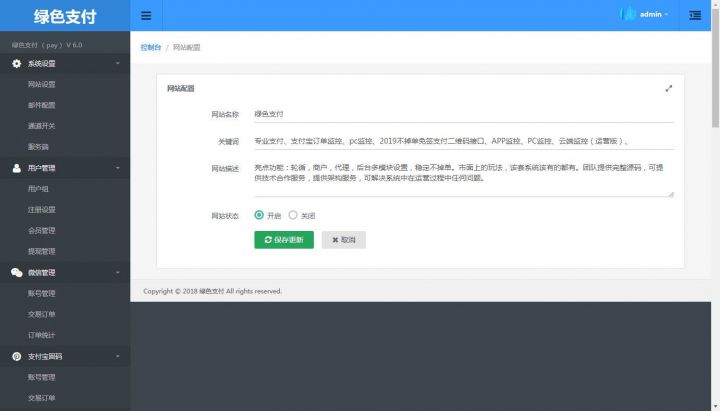 绿色支付
admin
绿色支付 ( pay ) V 6.0
控制台 / 网站配置
系统设置
网站设置
邮件配置
通道开关
服务端
用户管理
用户组
注册设置
会员管理
提现管理
微信管理
账号管理
交易订单
订单统计
支付宝固码
账号管理
交易订单
网站配置
网站名称
绿色支付
关键词
专业支付、支付宝订单监控、pc监控、2019不掉单免签支付二维码接口、APP监控、PC监控、云端监控（运营版）、
网站描述
亮点功能：轮循，商户，代理，后台多模块设置，稳定不掉单。市面上的玩法，该套系统该有的都有。团队提供完整源码，可提
供技术合作服务，提供架构服务，可解决系统中在运营过程中任何问题。
网站状态
开启 关闭
保存更新 取消
Copyright © 2018 绿色支付 All rights reserved.